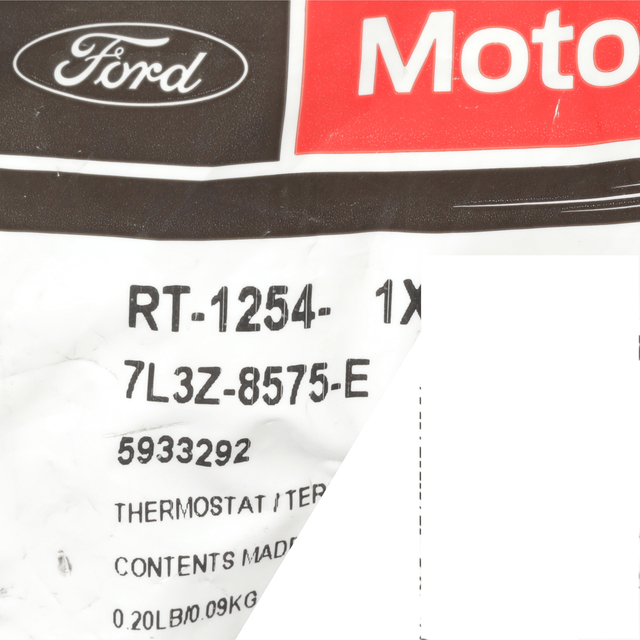 Ford Moto
RT-1254- 1X
7L3Z-8575-E
5933292
THERMOSTAT / TER
CONTENTS MADE
0.20LB/0.09KG